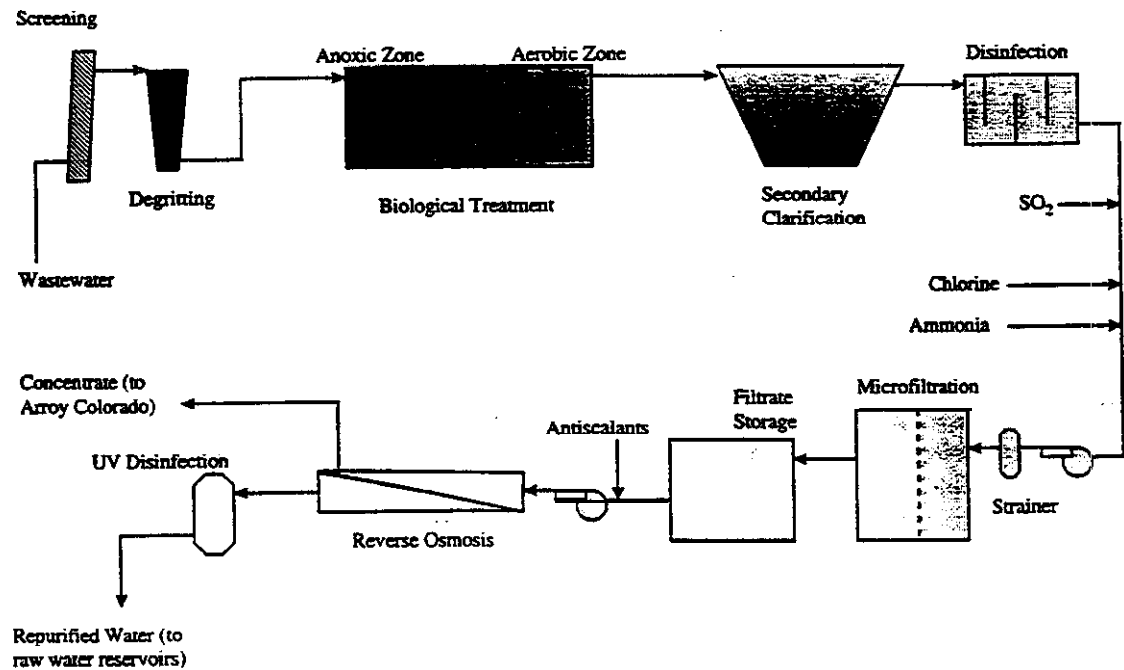 Screening
Anoxic Zone
Aerobic Zone
Disinfection
Degritting
Biological Treatment
Secondary
Clarification
SO₂
Wastewater
Chlorine
Ammonia
Concentrate (to
Arroy Colorado)
Filtrate
Storage
Microfiltration
Antiscalants
UV Disinfection
Strainer
Reverse Osmosis
Repurified Water (to
raw water reservoirs)